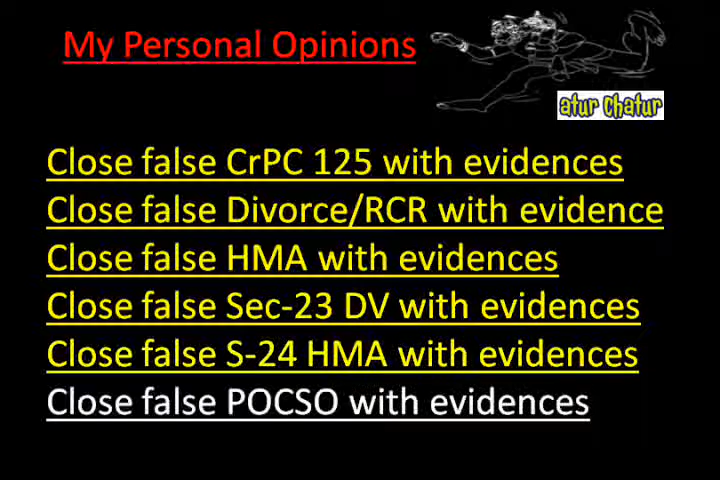 My Personal Opinions
atur Chatur
Close false CrPC 125 with evidences
Close false Divorce/RCR with evidence
Close false HMA with evidences
Close false Sec-23 DV with evidences
Close false S-24 HMA with evidences
Close false POCSO with evidences